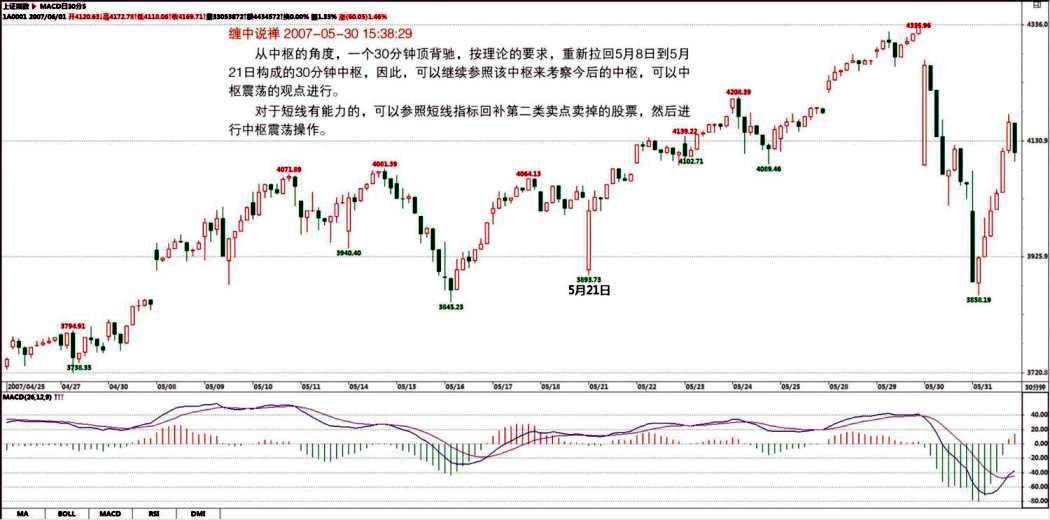 上证指数 ▶ MACD日30分5
1A0001 2007/06/01 开4120.63↓高4172.75↑低4118.06↑收4169.71↑量33053872↑额4434572↑换0.00% 振1.33% 涨(60.05)1.46%
缠中说禅 2007-05-30 15:38:29
从中枢的角度，一个30分钟顶背驰，按理论的要求，重新拉回5月8日到5月
21日构成的30分钟中枢，因此，可以继续参照该中枢来考察今后的中枢，可以中
枢震荡的观点进行。
对于短线有能力的，可以参照短线指标回补第二类卖点卖掉的股票，然后进
行中枢震荡操作。
4335.96
4336.0
4208.39
4139.22
4130.9
4102.71
4089.46
4071.89
4081.39
4064.13
3940.40
3925.9
3893.73
5月21日
3845.23
3858.19
3794.91
3738.35
3720.8
2007/04/25 04/27 04/30 05/08 05/09 05/10 05/11 05/14 05/15 05/16 05/17 05/18 05/21 05/22 05/23 05/24 05/25 05/28 05/29 05/30 05/31 30分钟
MACD(26,12,9) ↑↑↑
40.00
20.00
0.00
-20.00
-40.00
-60.00
-80.00
MA BOLL MACD RSI DMI